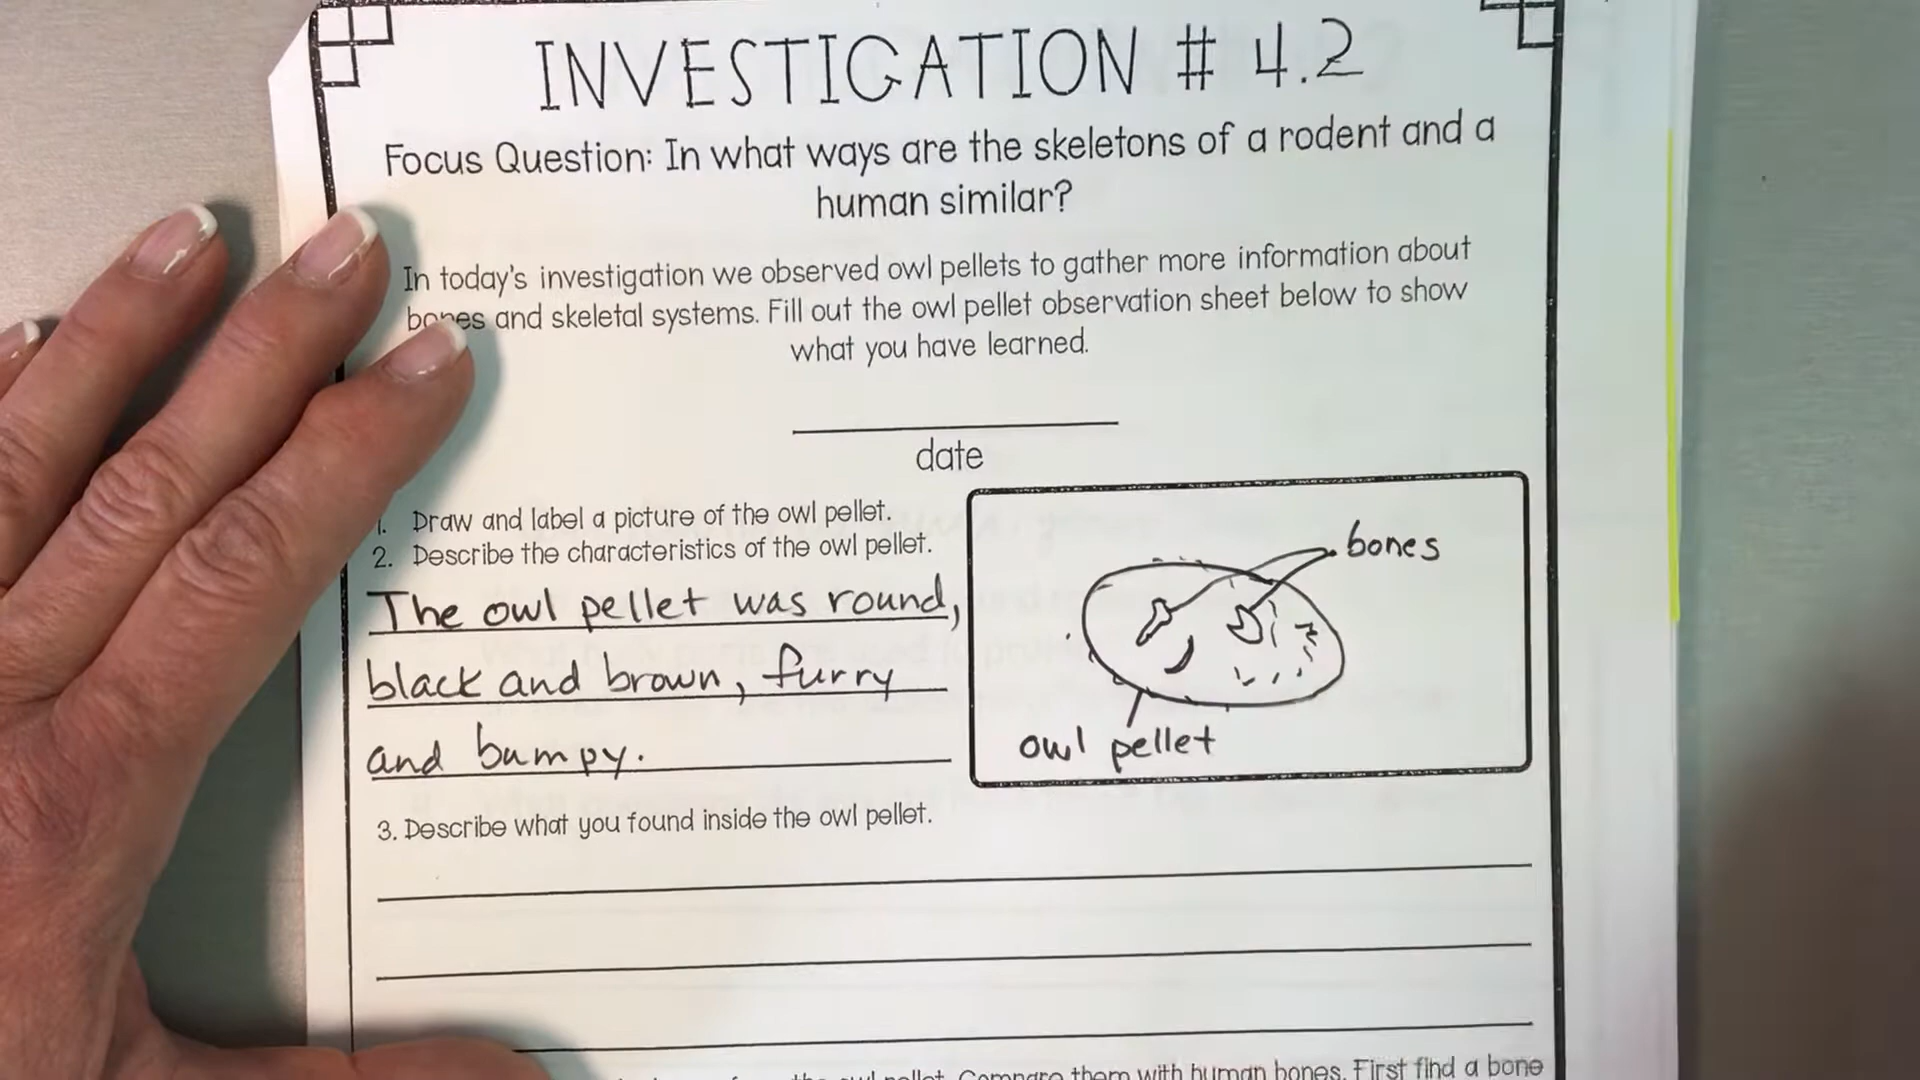 INVESTIGATION # 4.2
Focus Question: In what ways are the skeletons of a rodent and a
human similar?
In today's investigation we observed owl pellets to gather more information about
bones and skeletal systems. Fill out the owl pellet observation sheet below to show
what you have learned.
date
1. Draw and label a picture of the owl pellet.
2. Describe the characteristics of the owl pellet.
The owl pellet was round,
black and brown, furry
and bumpy.
bones
owl pellet
3. Describe what you found inside the owl pellet.
the owl pellet. Compare them with human bones. First find a bone